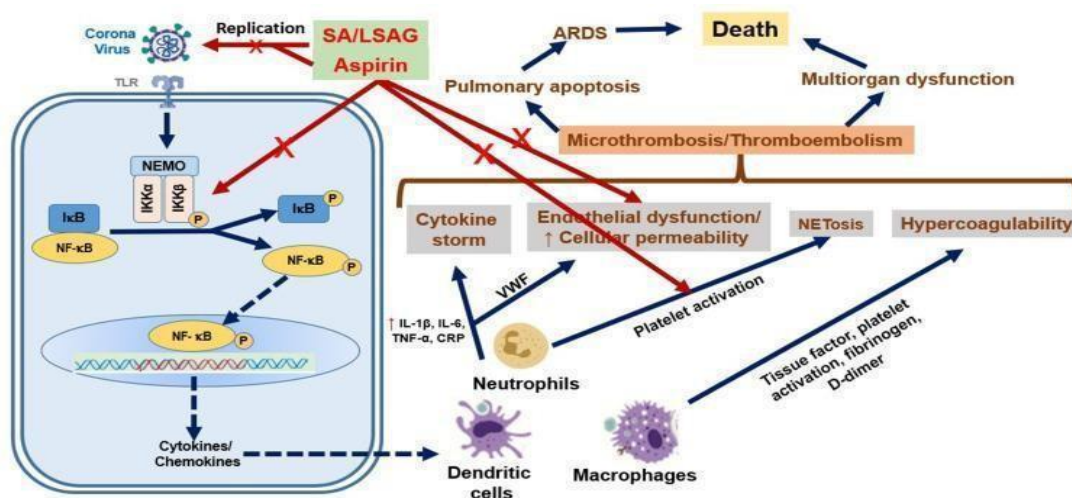 Corona
Virus
Replication
SA/LSAG
Aspirin
ARDS
Death
TLR
Pulmonary apoptosis
Multiorgan dysfunction
Microthrombosis/Thromboembolism
NEMO
IKKα
IKKβ
P
IκB
NF-κB
IκB
P
NF-κB
P
Cytokine
storm
Endothelial dysfunction/
↑ Cellular permeability
NETosis
Hypercoagulability
VWF
Platelet activation
↑ IL-1β, IL-6,
TNF-α, CRP
NF- κB
P
Neutrophils
Tissue factor, platelet
activation, fibrinogen,
D-dimer
Cytokines/
Chemokines
Dendritic
cells
Macrophages